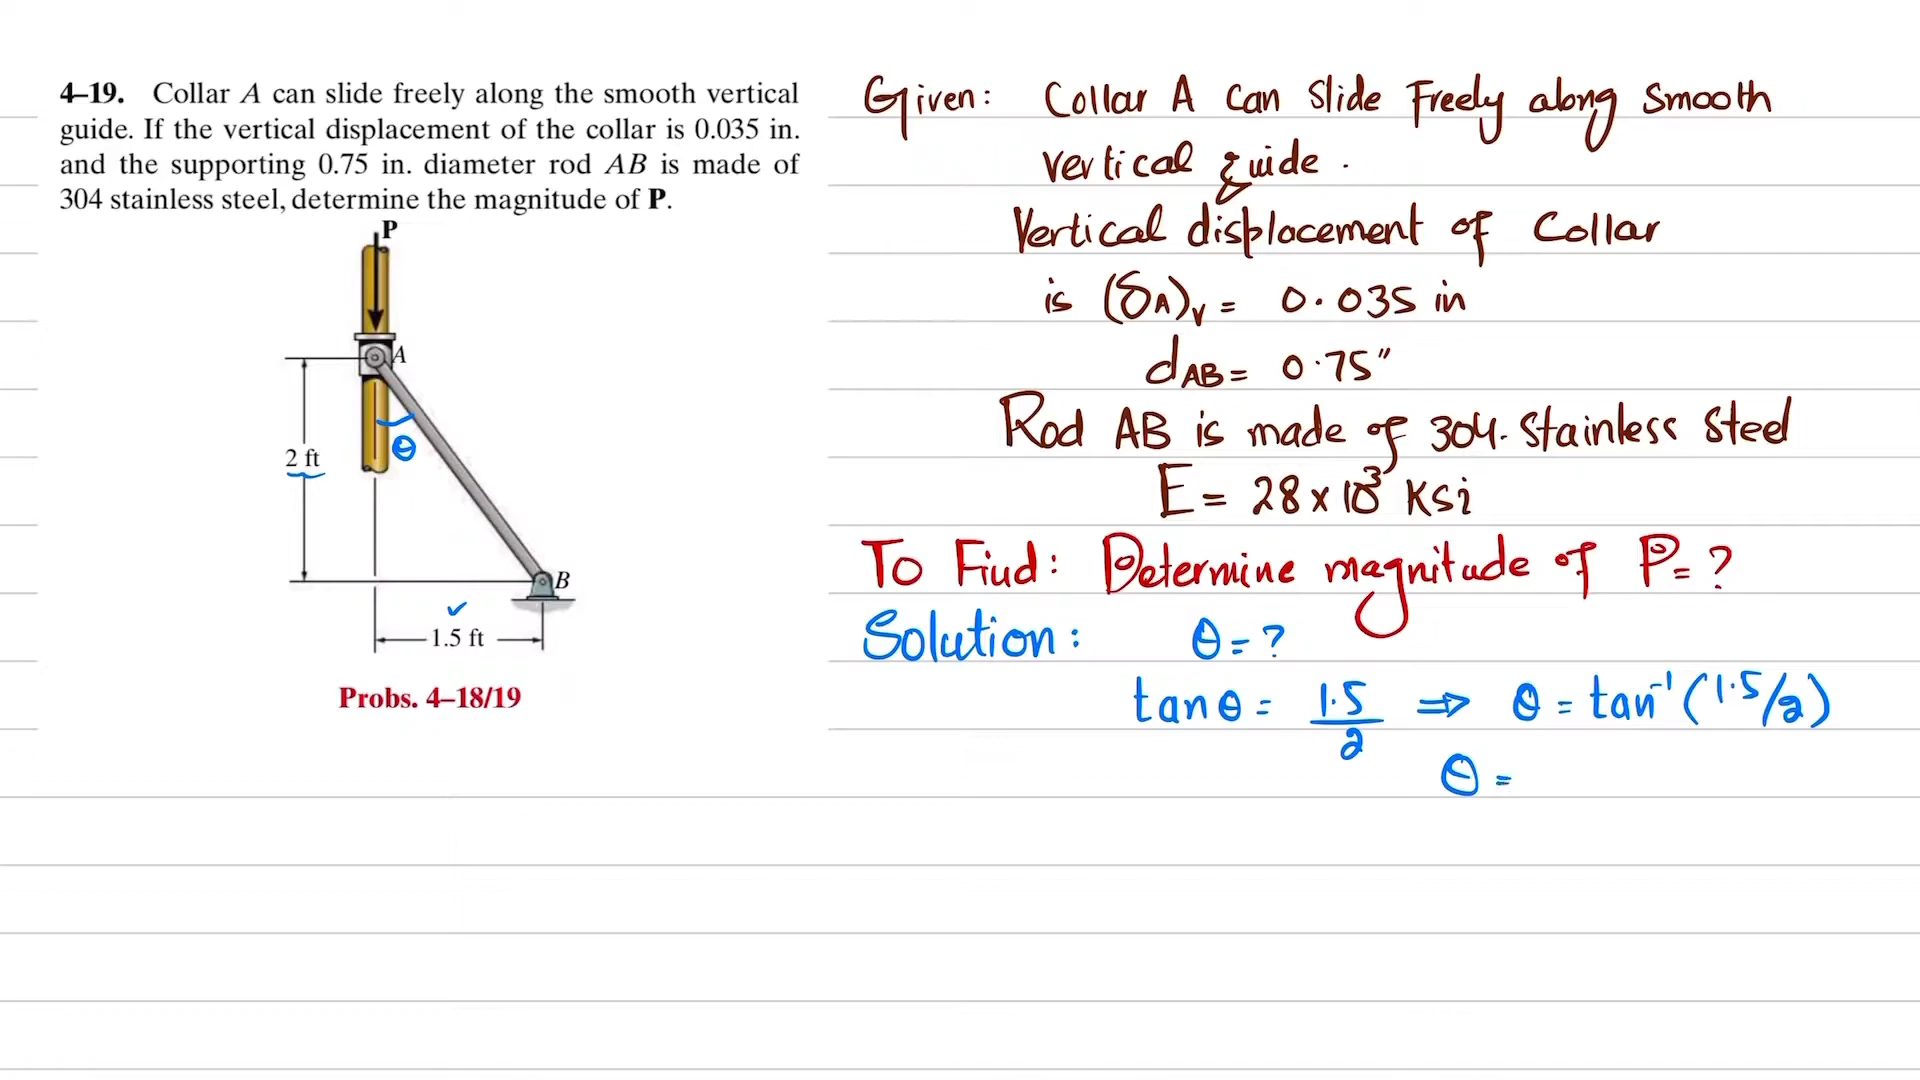 4–19. Collar A can slide freely along the smooth vertical
guide. If the vertical displacement of the collar is 0.035 in.
and the supporting 0.75 in. diameter rod AB is made of
304 stainless steel, determine the magnitude of P.
P
A
θ
2 ft
B
1.5 ft
Probs. 4–18/19
Given: Collar A can slide Freely along smooth
vertical guide.
Vertical displacement of Collar
is (δA)v = 0.035 in
dAB = 0.75"
Rod AB is made of 304. Stainless Steel
E = 28 × 10³ Ksi
To Find: Determine magnitude of P = ?
Solution: θ = ?
tan θ = 1.5/2 ⇒ θ = tan⁻¹ (1.5/2)
θ =